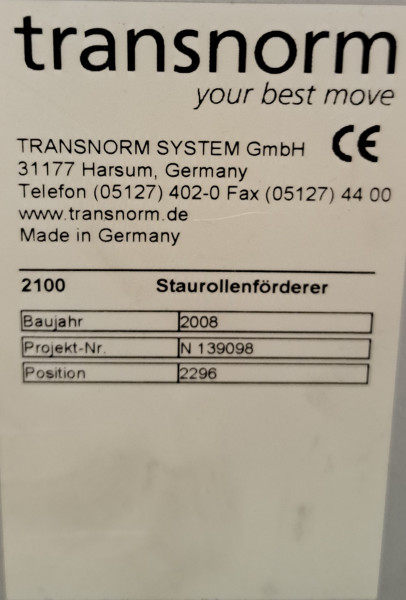 transnorm
your best move
TRANSNORM SYSTEM GmbH CE
31177 Harsum, Germany
Telefon (05127) 402-0 Fax (05127) 44 00
www.transnorm.de
Made in Germany
2100 Staurollenförderer
Baujahr 2008
Projekt-Nr. N 139098
Position 2296